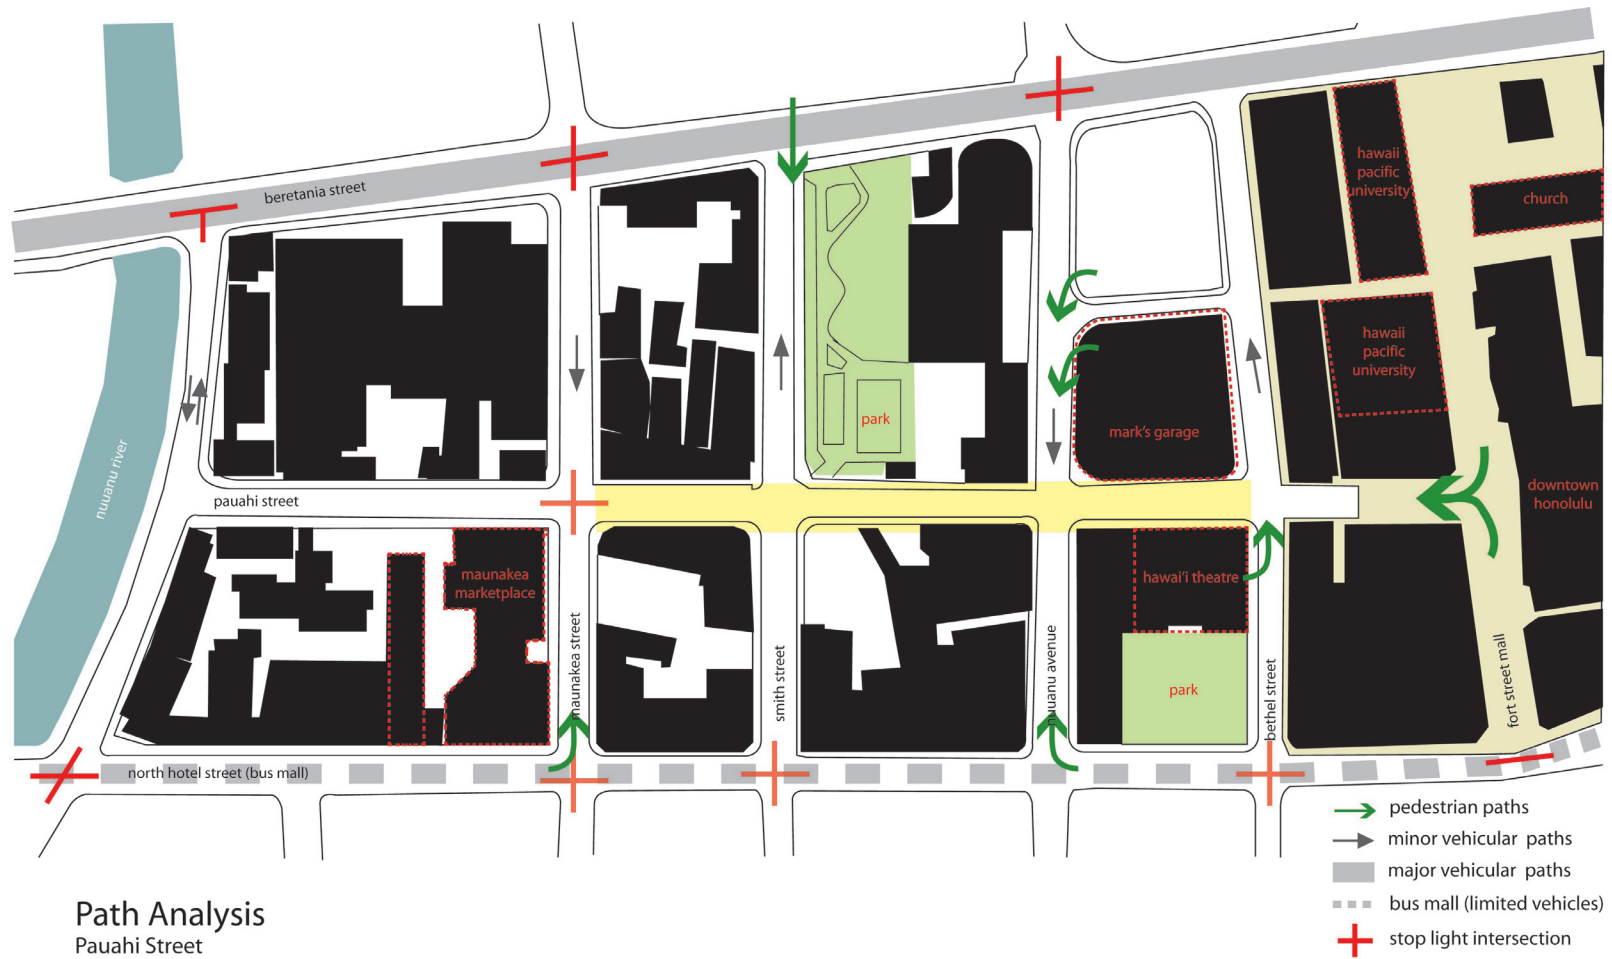 beretania street
hawaii
pacific
university
church
hawaii
pacific
university
park
mark's garage
nuuanu river
pauahi street
downtown
honolulu
maunakea
marketplace
hawai'i theatre
maunakea street
smith street
nuuanu avenue
bethel street
fort street mall
park
north hotel street (bus mall)
pedestrian paths
minor vehicular paths
major vehicular paths
bus mall (limited vehicles)
stop light intersection
Path Analysis
Pauahi Street